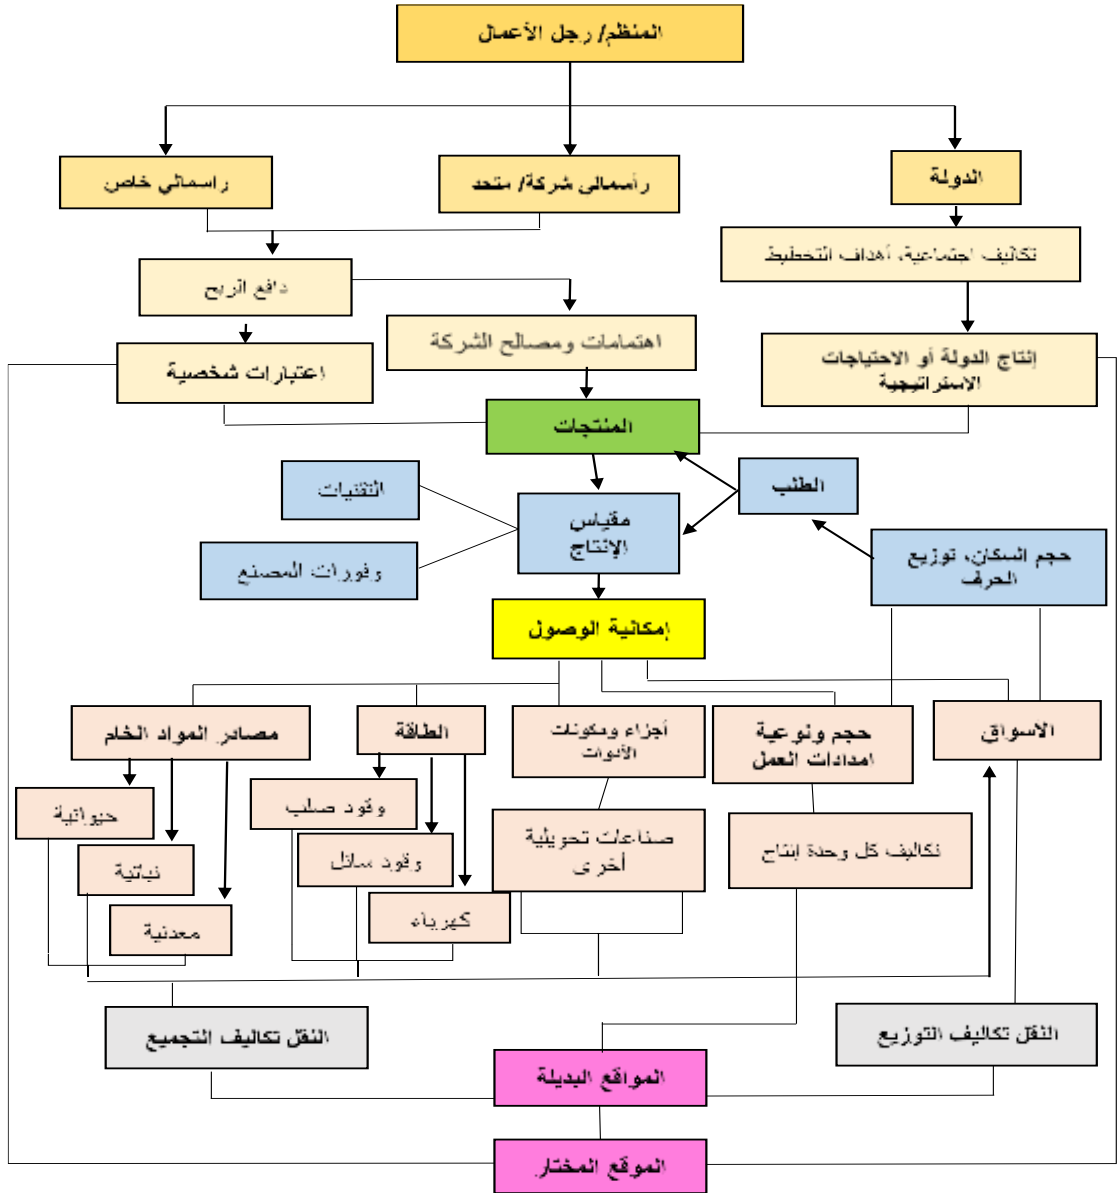 المنظم/ رجل الأعمال
الدولة
رأسمالي شركة/ متحد
راسمالي خاص
تكاليف اجتماعية، أهداف التخطيط
دافع الربح
اهتمامات ومصالح الشركة
إنتاج الدولة أو الاحتياجات
الاستراتيجية
اعتبارات شخصية
المنتجات
الطلب
التقنيات
مقياس
الإنتاج
وفورات المصنع
حجم السكان، توزيع
الحرف
إمكانية الوصول
الاسواق
حجم ونوعية
امدادات العمل
أجزاء ومكونات
الأدوات
الطاقة
مصادر المواد الخام
وقود صلب
حيوانية
صناعات تحويلية
أخرى
تكاليف كل وحدة إنتاج
وقود سائل
نباتية
كهرباء
معدنية
النقل تكاليف التوزيع
النقل تكاليف التجميع
المواقع البديلة
الموقع المختار